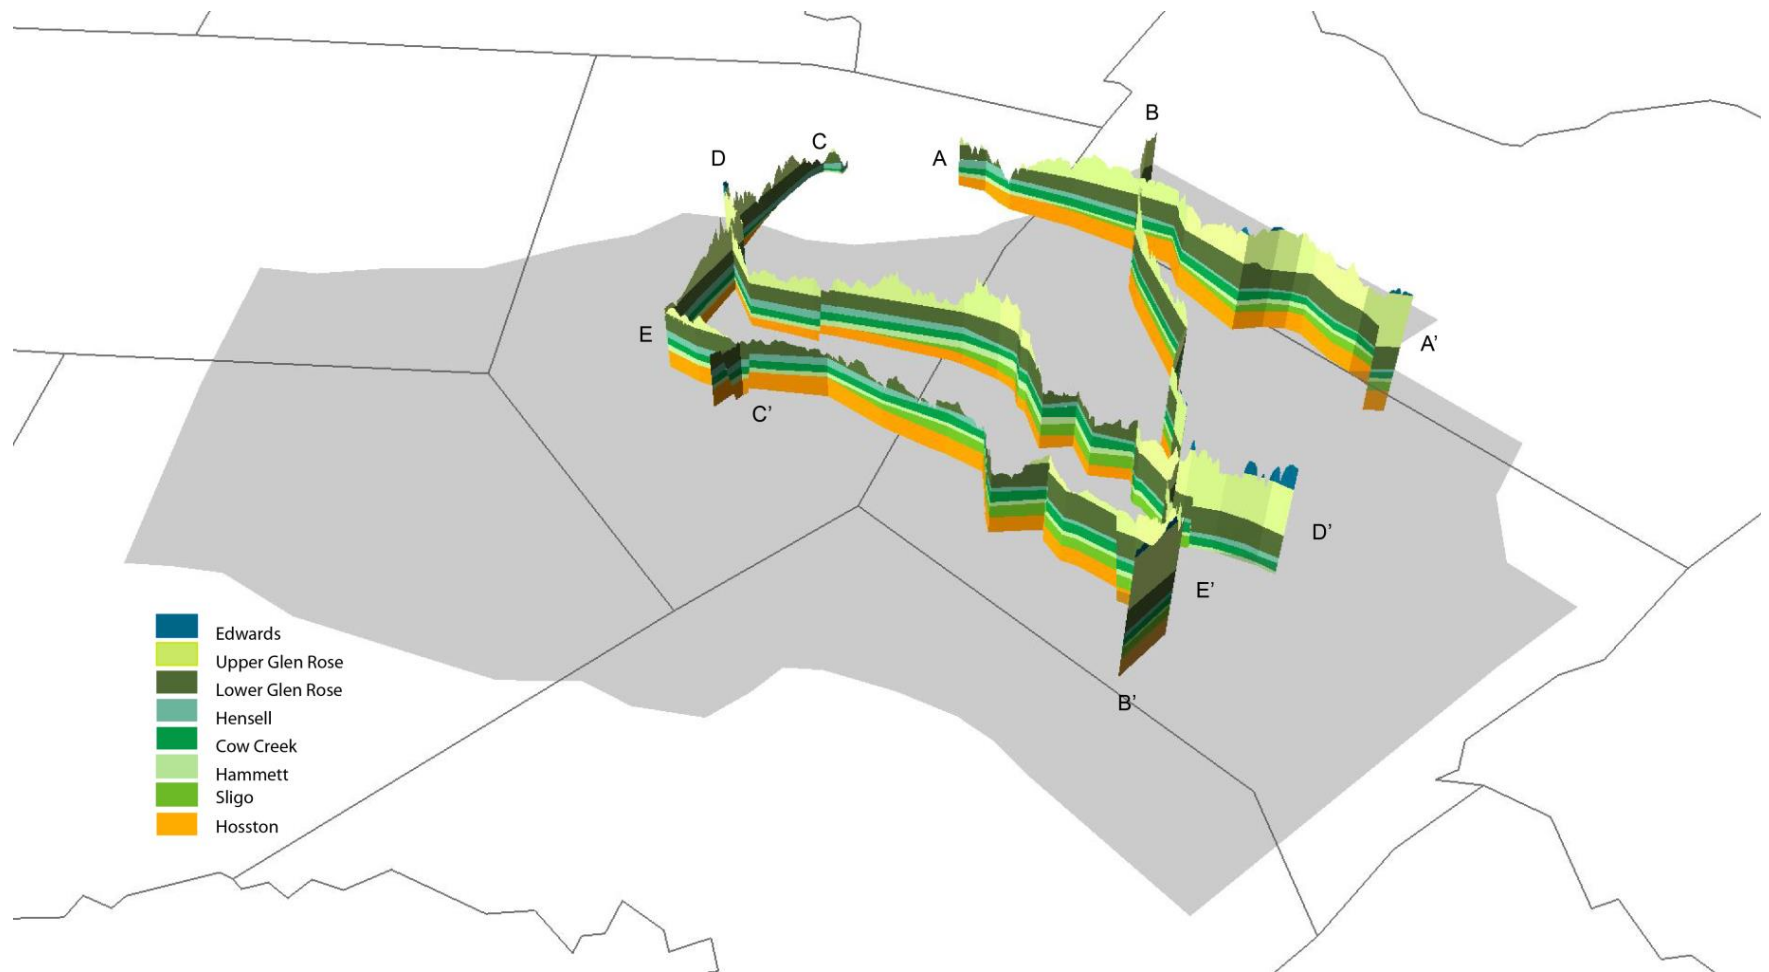 B
C
D
A
E
A’
C’
D’
E’
B’
Edwards
Upper Glen Rose
Lower Glen Rose
Hensell
Cow Creek
Hammett
Sligo
Hosston